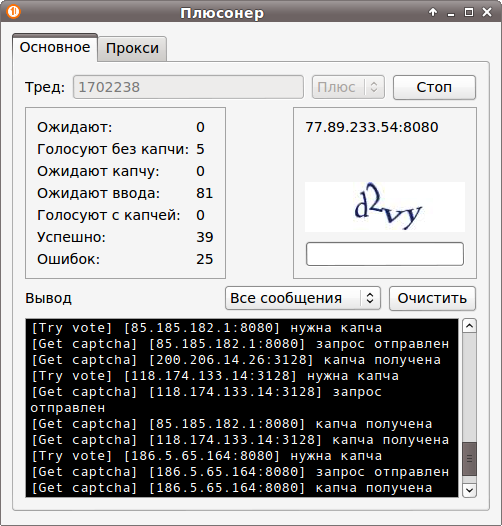 Плюсонер
Основное Прокси
Тред: 1702238 Плюс Стоп
Ожидают: 0
Голосуют без капчи: 5
Ожидают капчу: 0
Ожидают ввода: 81
Голосуют с капчей: 0
Успешно: 39
Ошибок: 25
77.89.233.54:8080
d2vy
Вывод Все сообщения Очистить
[Try vote] [85.185.182.1:8080] нужна капча
[Get captcha] [85.185.182.1:8080] запрос отправлен
[Get captcha] [200.206.14.26:3128] капча получена
[Try vote] [118.174.133.14:3128] нужна капча
[Get captcha] [118.174.133.14:3128] запрос
отправлен
[Get captcha] [85.185.182.1:8080] капча получена
[Get captcha] [118.174.133.14:3128] капча получена
[Try vote] [186.5.65.164:8080] нужна капча
[Get captcha] [186.5.65.164:8080] запрос отправлен
[Get captcha] [186.5.65.164:8080] капча получена